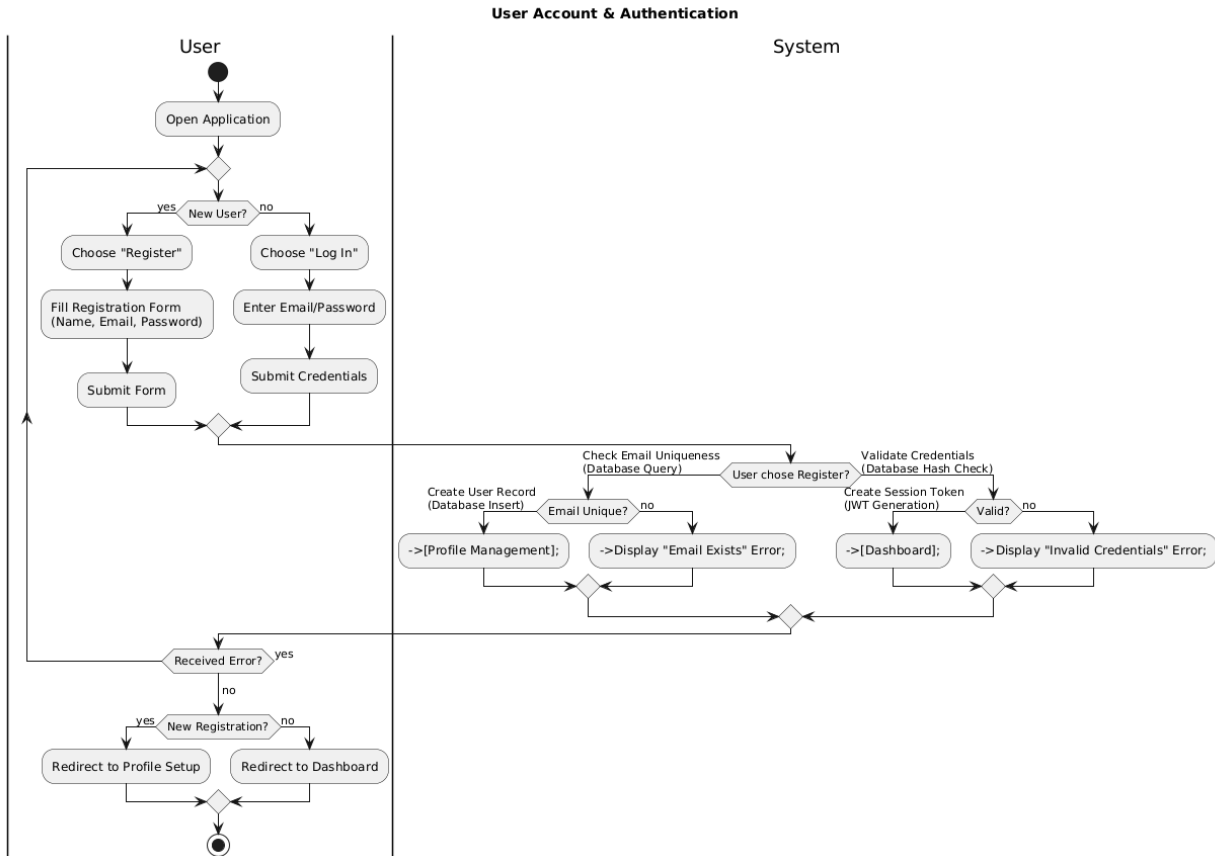 User Account & Authentication
User
System
Open Application
New User?
yes
no
Choose "Register"
Choose "Log In"
Fill Registration Form
(Name, Email, Password)
Enter Email/Password
Submit Form
Submit Credentials
User chose Register?
Check Email Uniqueness
(Database Query)
Validate Credentials
(Database Hash Check)
Email Unique?
Create User Record
(Database Insert)
no
Valid?
Create Session Token
(JWT Generation)
no
->[Profile Management];
->Display "Email Exists" Error;
->[Dashboard];
->Display "Invalid Credentials" Error;
Received Error?
yes
no
New Registration?
yes
no
Redirect to Profile Setup
Redirect to Dashboard